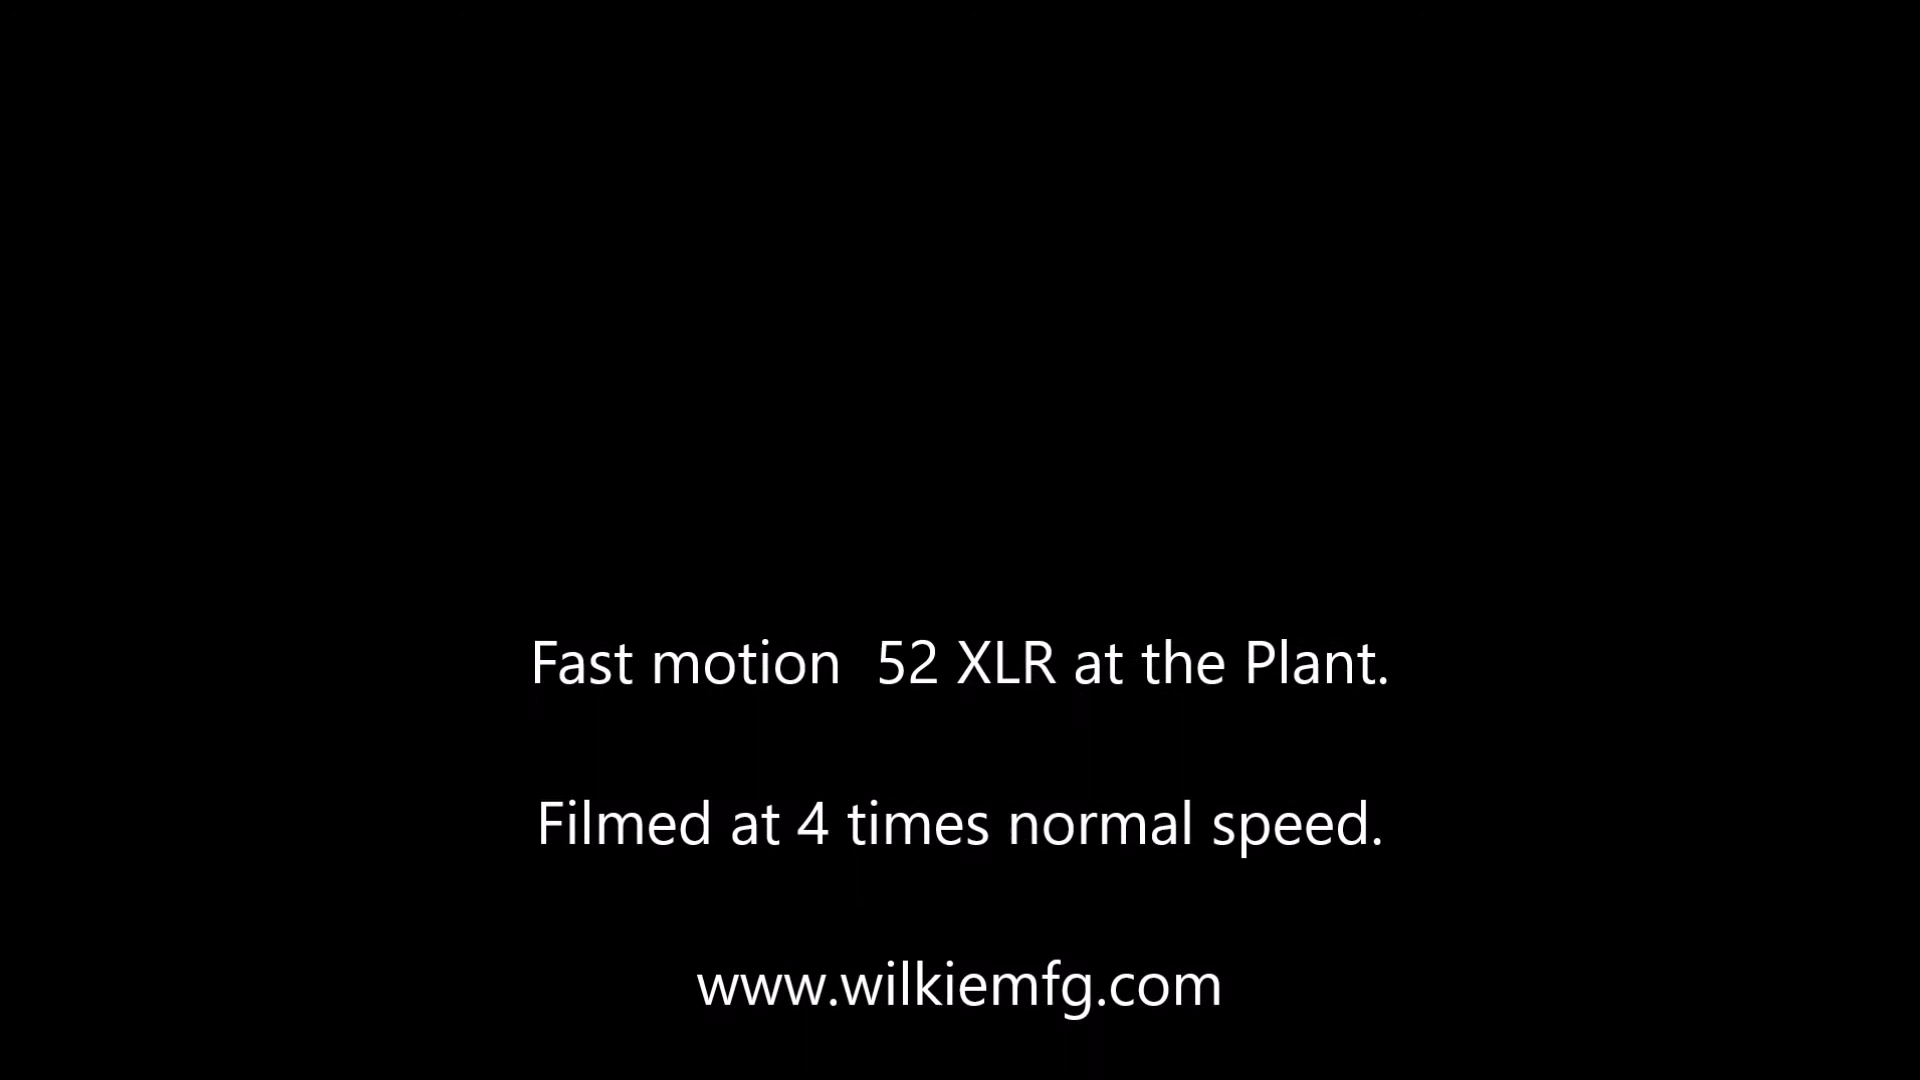 Fast motion  52 XLR at the Plant.
Filmed at 4 times normal speed.
www.wilkiemfg.com